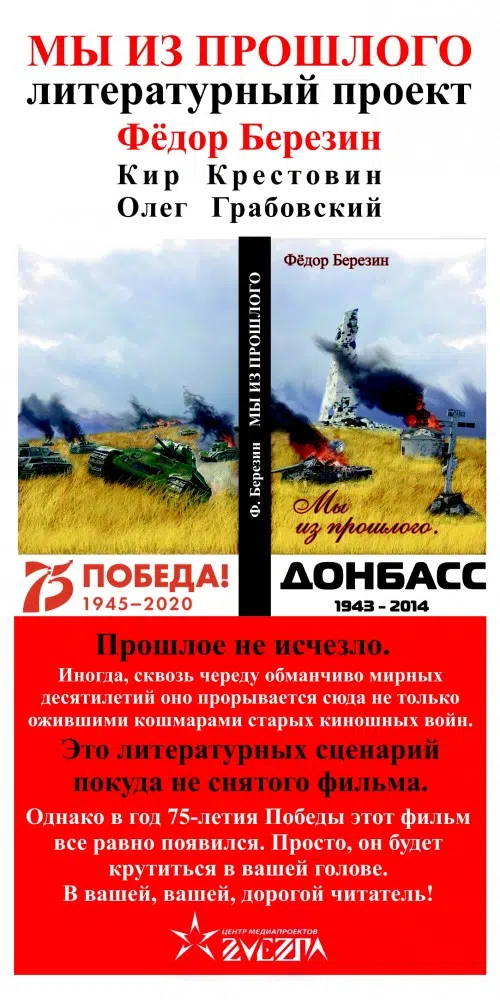 МЫ ИЗ ПРОШЛОГО
литературный проект
Фёдор Березин
Кир Крестовин
Олег Грабовский
Ф. Березин МЫ ИЗ ПРОШЛОГО
Фёдор Березин
Мы
из прошлого.
75 ПОБЕДА!
1945–2020
ДОНБАСС
1943 - 2014
Прошлое не исчезло.
Иногда, сквозь череду обманчиво мирных
десятилетий оно прорывается сюда не только
ожившими кошмарами старых киношных войн.
Это литературных сценарий
покуда не снятого фильма.
Однако в год 75-летия Победы этот фильм
все равно появился. Просто, он будет
крутиться в вашей голове.
В вашей, вашей, дорогой читатель!
ЦЕНТР МЕДИАПРОЕКТОВ
ZVEZDA